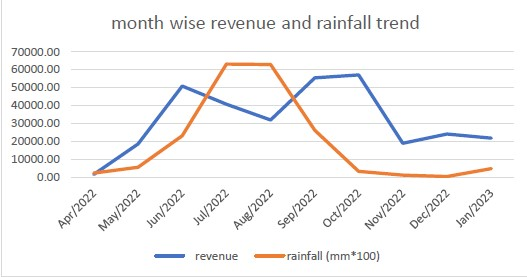 month wise revenue and rainfall trend
70000.00
60000.00
50000.00
40000.00
30000.00
20000.00
10000.00
0.00
Apr/2022
May/2022
Jun/2022
Jul/2022
Aug/2022
Sep/2022
Oct/2022
Nov/2022
Dec/2022
Jan/2023
revenue
rainfall (mm*100)